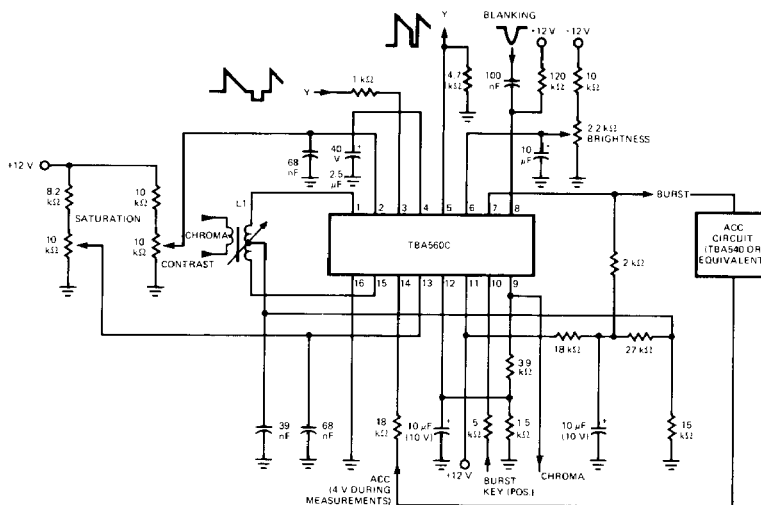 Y
BLANKING
+12 V
-12 V
1 kΩ
Y
4.7
kΩ
100
nF
120
kΩ
10
kΩ
2.2 kΩ
BRIGHTNESS
+12 V
68
nF
40
V
+
2.5
μF
10
μF
+
8.2
kΩ
10
kΩ
SATURATION
L1
1 2 3 4 5 6 7 8
BURST
10
kΩ
10
kΩ
CHROMA
CONTRAST
TBA560C
ACC
CIRCUIT
(TBA540 OR
EQUIVALENT)
16 15 14 13 12 11 10 9
2 kΩ
18 kΩ
27 kΩ
3.9
kΩ
39
nF
68
nF
18
kΩ
10 μF
(10 V)
+
5
kΩ
1.5
kΩ
10 μF
(10 V)
+
15
kΩ
ACC
(4 V DURING
MEASUREMENTS)
+12 V
BURST
KEY (POS.)
CHROMA